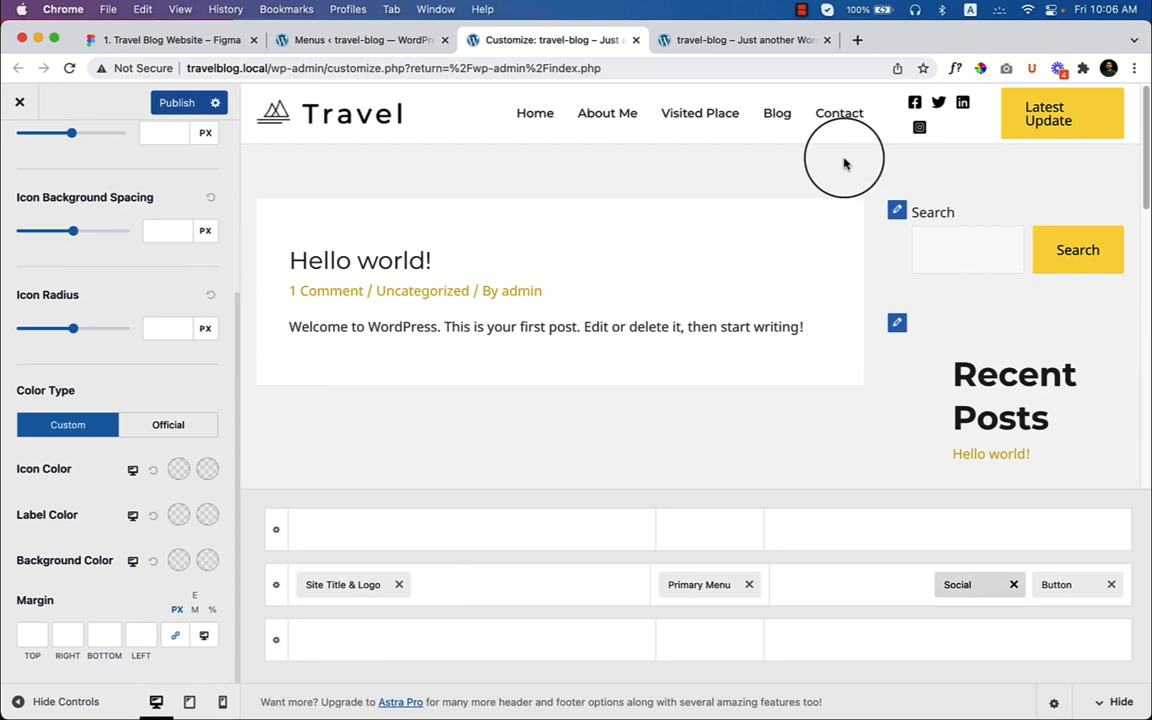 Chrome File Edit View History Bookmarks Profiles Tab Window Help 100% A Fri 10:06 AM
1. Travel Blog Website – Figma
Menus ‹ travel-blog — WordPr
Customize: travel-blog – Just a
travel-blog – Just another Wor
Not Secure travelblog.local/wp-admin/customize.php?return=%2Fwp-admin%2Findex.php
f? U 4
Publish
PX
Icon Background Spacing
PX
Icon Radius
PX
Color Type
Custom Official
Icon Color
Label Color
Background Color
Margin
PX EM %
TOP RIGHT BOTTOM LEFT
Hide Controls
Travel
Home About Me Visited Place Blog Contact
Latest
Update
Hello world!
1 Comment / Uncategorized / By admin
Welcome to WordPress. This is your first post. Edit or delete it, then start writing!
Search
Search
Recent
Posts
Hello world!
Site Title & Logo Primary Menu Social Button
Want more? Upgrade to Astra Pro for many more header and footer options along with several amazing features too!
Hide